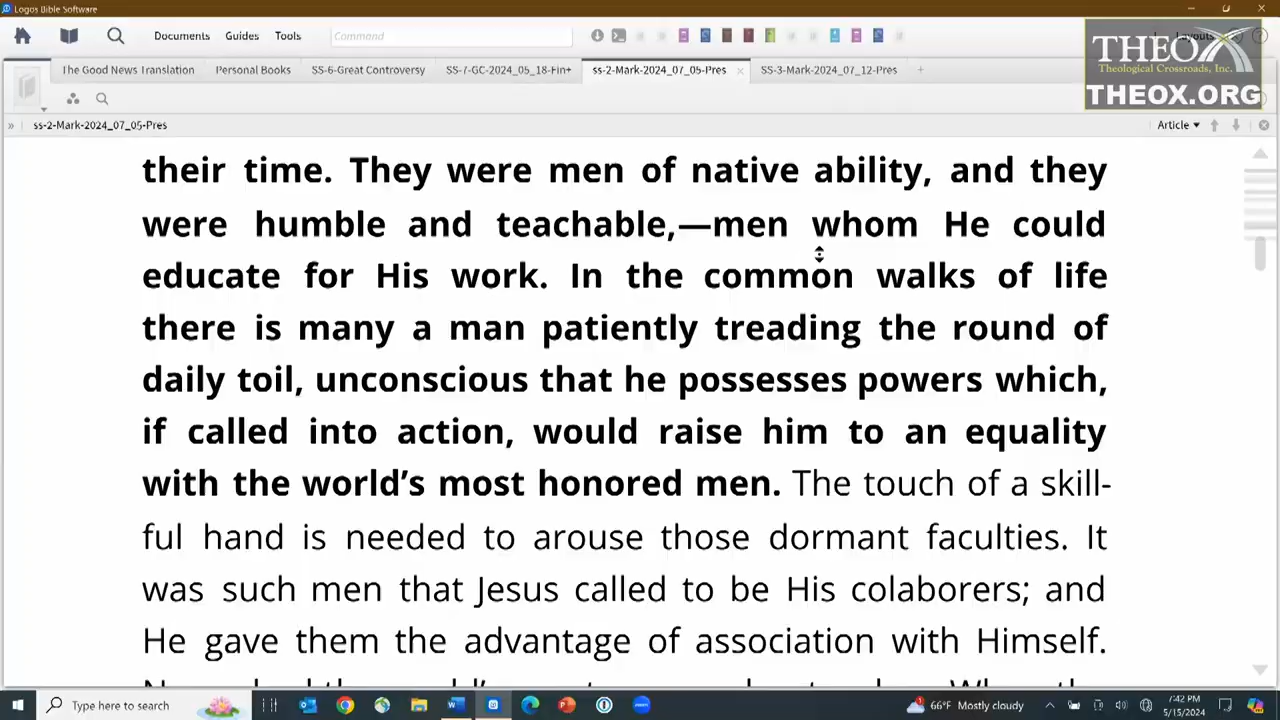 Logos Bible Software
Documents Guides Tools Command Layouts
The Good News Translation Personal Books SS-6-Great Controvers 05_18-Fin+ ss-2-Mark-2024_07_05-Pres SS-3-Mark-2024_07_12-Pres
THEOX
Theological Crossroads, Inc.
THEOX.ORG
ss-2-Mark-2024_07_05-Pres Article
their time. They were men of native ability, and they
were humble and teachable,—men whom He could
educate for His work. In the common walks of life
there is many a man patiently treading the round of
daily toil, unconscious that he possesses powers which,
if called into action, would raise him to an equality
with the world’s most honored men. The touch of a skill-
ful hand is needed to arouse those dormant faculties. It
was such men that Jesus called to be His colaborers; and
He gave them the advantage of association with Himself.
Type here to search 66°F Mostly cloudy 7:42 PM
5/15/2024